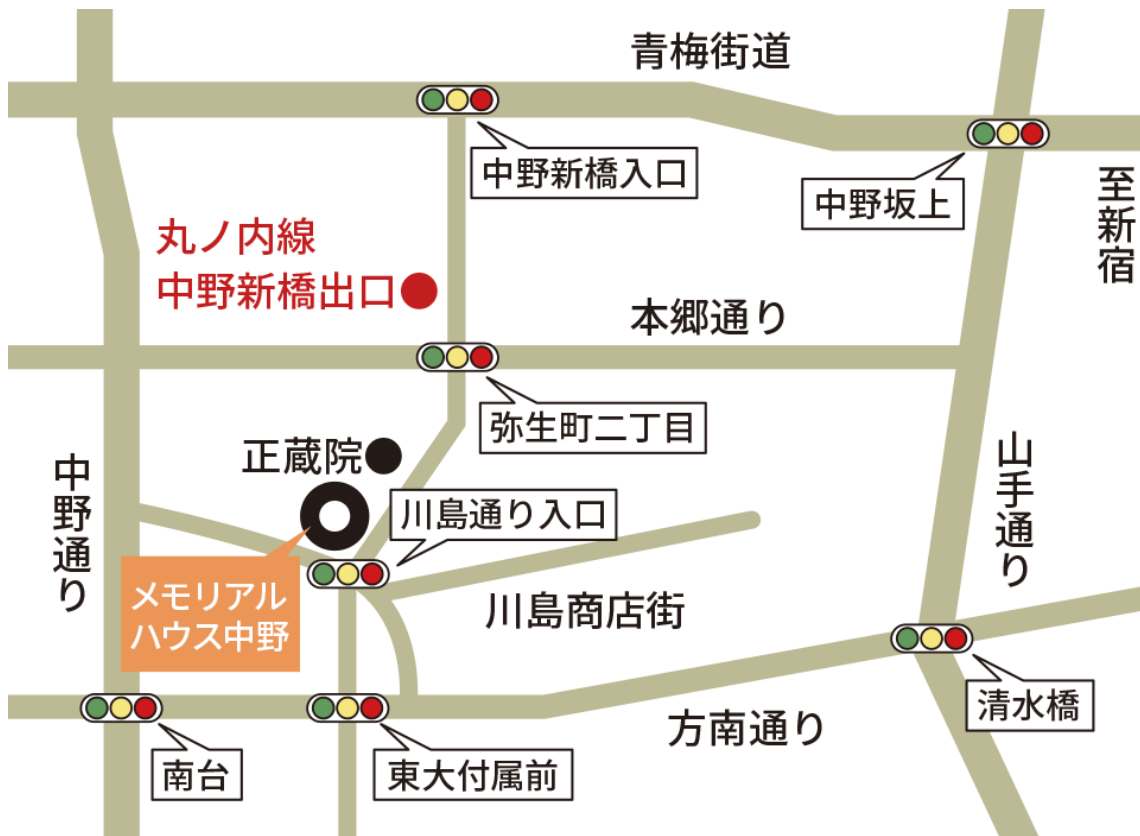 青梅街道
中野新橋入口
中野坂上
至新宿
丸ノ内線
中野新橋出口
本郷通り
弥生町二丁目
正蔵院
川島通り入口
中野通り
山手通り
メモリアル
ハウス中野
川島商店街
清水橋
方南通り
南台
東大付属前